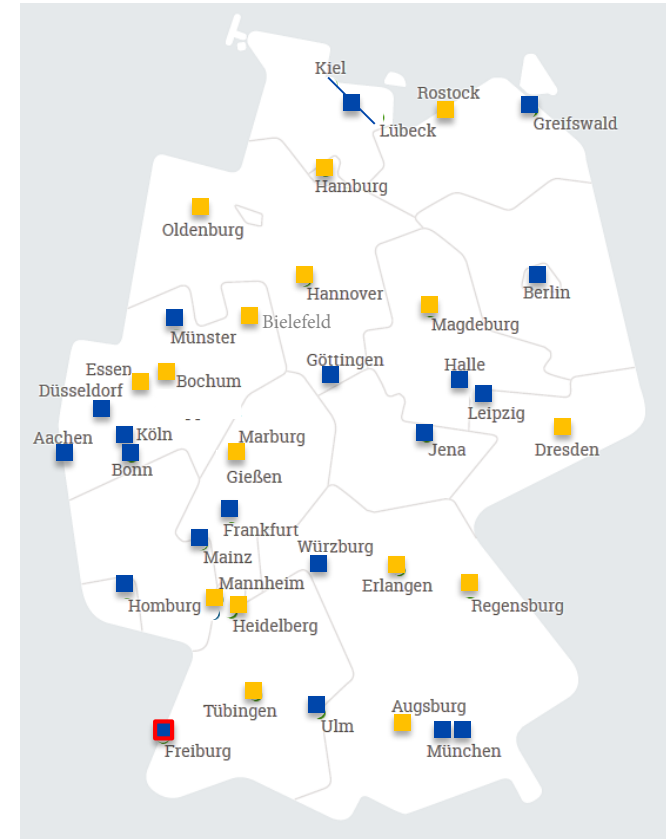 Kiel
Rostock
Lübeck
Greifswald
Hamburg
Oldenburg
Hannover
Berlin
Magdeburg
Bielefeld
Münster
Göttingen
Halle
Essen
Bochum
Düsseldorf
Leipzig
Aachen
Köln
Marburg
Jena
Dresden
Bonn
Gießen
Frankfurt
Würzburg
Mainz
Mannheim
Erlangen
Homburg
Regensburg
Heidelberg
Tübingen
Augsburg
Ulm
Freiburg
München